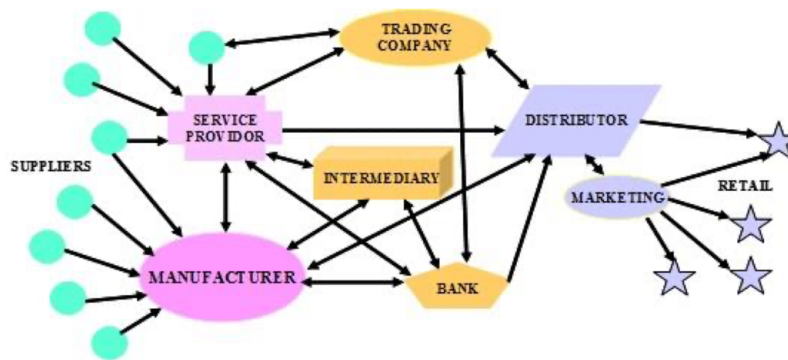 TRADING
COMPANY
SERVICE
PROVIDOR
DISTRIBUTOR
SUPPLIERS
INTERMEDIARY
RETAIL
MARKETING
MANUFACTURER
BANK